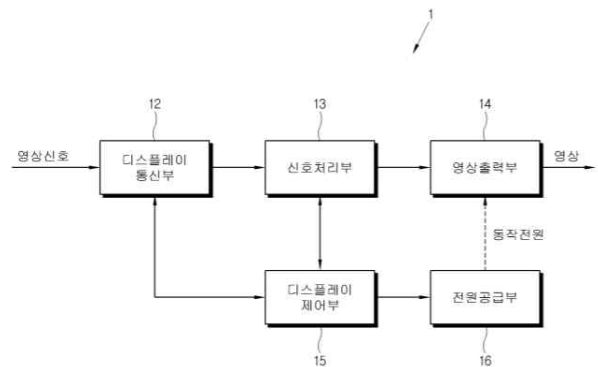 1
12
13
14
영상신호
디스플레이
통신부
신호처리부
영상출력부
영상
동작전원
디스플레이
제어부
전원공급부
15
16